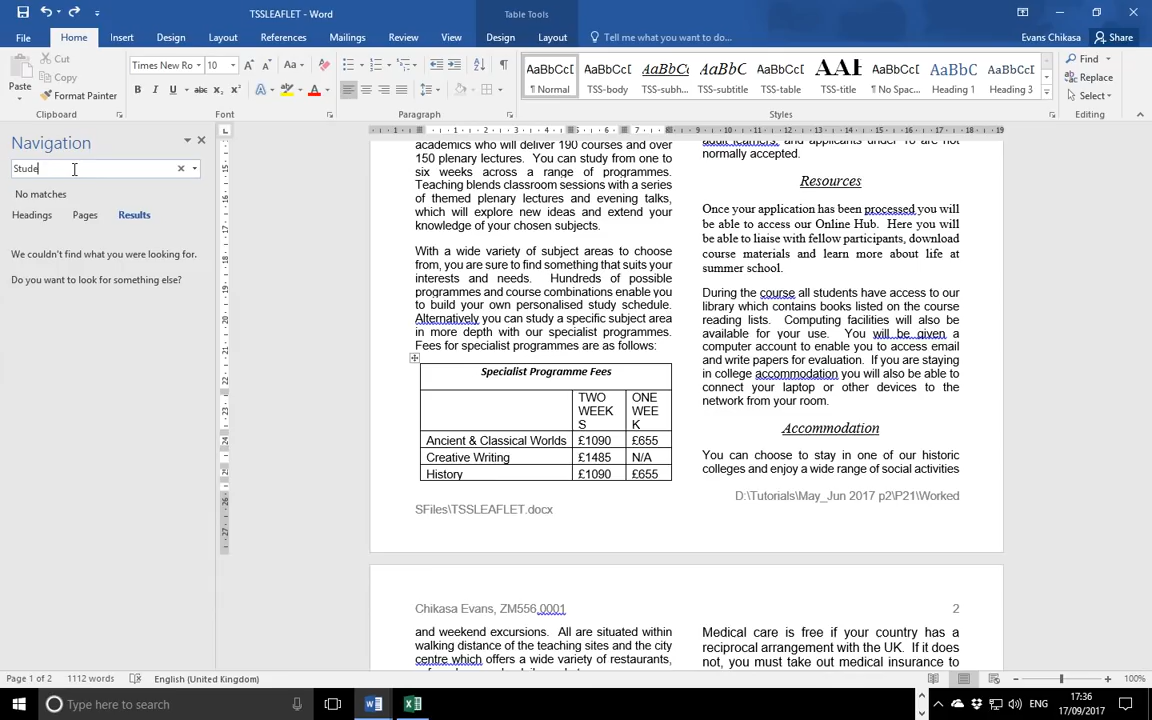 TSSLEAFLET - Word
Table Tools
File
Home
Insert
Design
Layout
References
Mailings
Review
View
Design
Layout
Tell me what you want to do...
Evans Chikasa
Share
Paste
Cut
Copy
Format Painter
Clipboard
Times New Ro
10
Font
Paragraph
AaBbCcI
¶ Normal
AaBbCcI
TSS-body
AaBbCc
TSS-subh...
AaBbC
TSS-subtitle
AaBbCcI
TSS-table
AAI
TSS-title
AaBbCcI
¶ No Spac...
AaBbC
Heading 1
AaBbCcI
Heading 3
Styles
Find
Replace
Select
Editing
Navigation
Stude
No matches
Headings
Pages
Results
We couldn't find what you were looking for.
Do you want to look for something else?
academics who will deliver 190 courses and over
150 plenary lectures. You can study from one to
six weeks across a range of programmes.
Teaching blends classroom sessions with a series
of themed plenary lectures and evening talks,
which will explore new ideas and extend your
knowledge of your chosen subjects.
With a wide variety of subject areas to choose
from, you are sure to find something that suits your
interests and needs. Hundreds of possible
programmes and course combinations enable you
to build your own personalised study schedule.
Alternatively you can study a specific subject area
in more depth with our specialist programmes.
Fees for specialist programmes are as follows:
Specialist Programme Fees
TWO WEEK S
ONE WEE K
Ancient & Classical Worlds £1090 £655
Creative Writing £1485 N/A
History £1090 £655
SFiles\TSSLEAFLET.docx
adult learners, and applicants under 16 are not
normally accepted.
Resources
Once your application has been processed you will
be able to access our Online Hub. Here you will
be able to liaise with fellow participants, download
course materials and learn more about life at
summer school.
During the course all students have access to our
library which contains books listed on the course
reading lists. Computing facilities will also be
available for your use. You will be given a
computer account to enable you to access email
and write papers for evaluation. If you are staying
in college accommodation you will also be able to
connect your laptop or other devices to the
network from your room.
Accommodation
You can choose to stay in one of our historic
colleges and enjoy a wide range of social activities
D:\Tutorials\May_Jun 2017 p2\P21\Worked
Chikasa Evans, ZM556,0001
2
and weekend excursions. All are situated within
walking distance of the teaching sites and the city
centre which offers a wide variety of restaurants,
Medical care is free if your country has a
reciprocal arrangement with the UK. If it does
not, you must take out medical insurance to
Page 1 of 2
1112 words
English (United Kingdom)
100%
Type here to search
ENG
17:36
17/09/2017